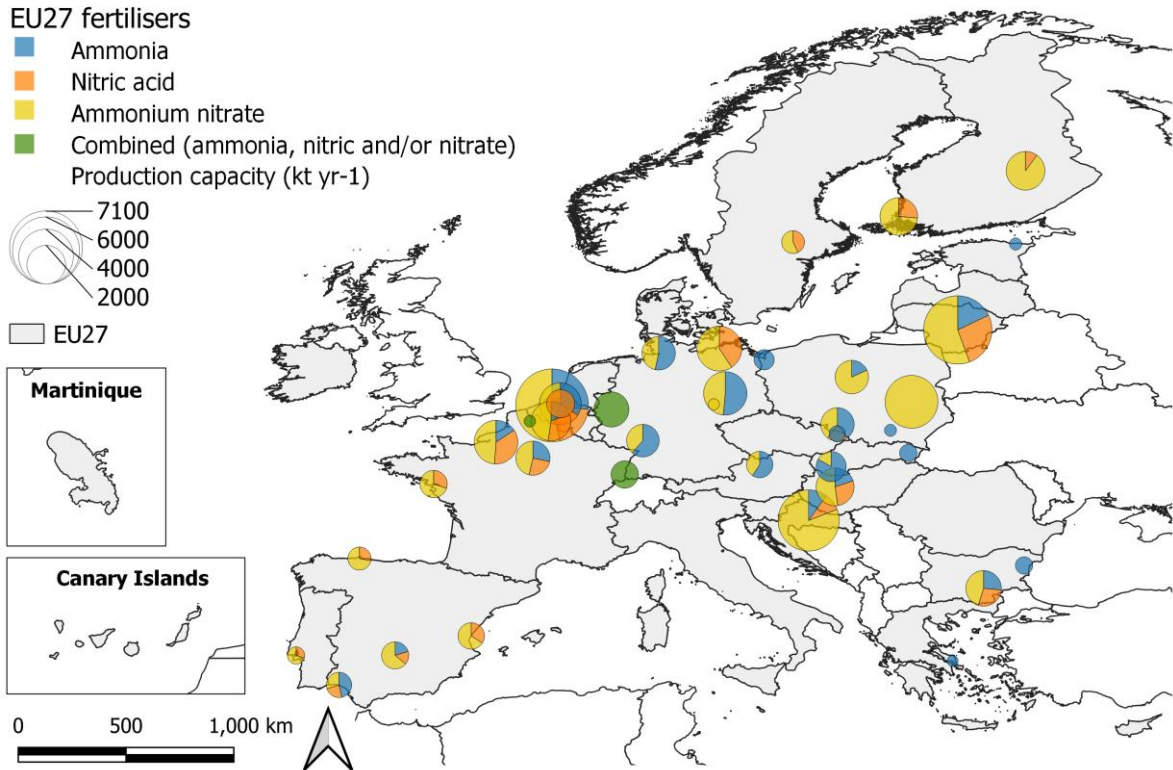 EU27 fertilisers
Ammonia
Nitric acid
Ammonium nitrate
Combined (ammonia, nitric and/or nitrate)
Production capacity (kt yr-1)
7100
6000
4000
2000
EU27
Martinique
Canary Islands
0 500 1,000 km